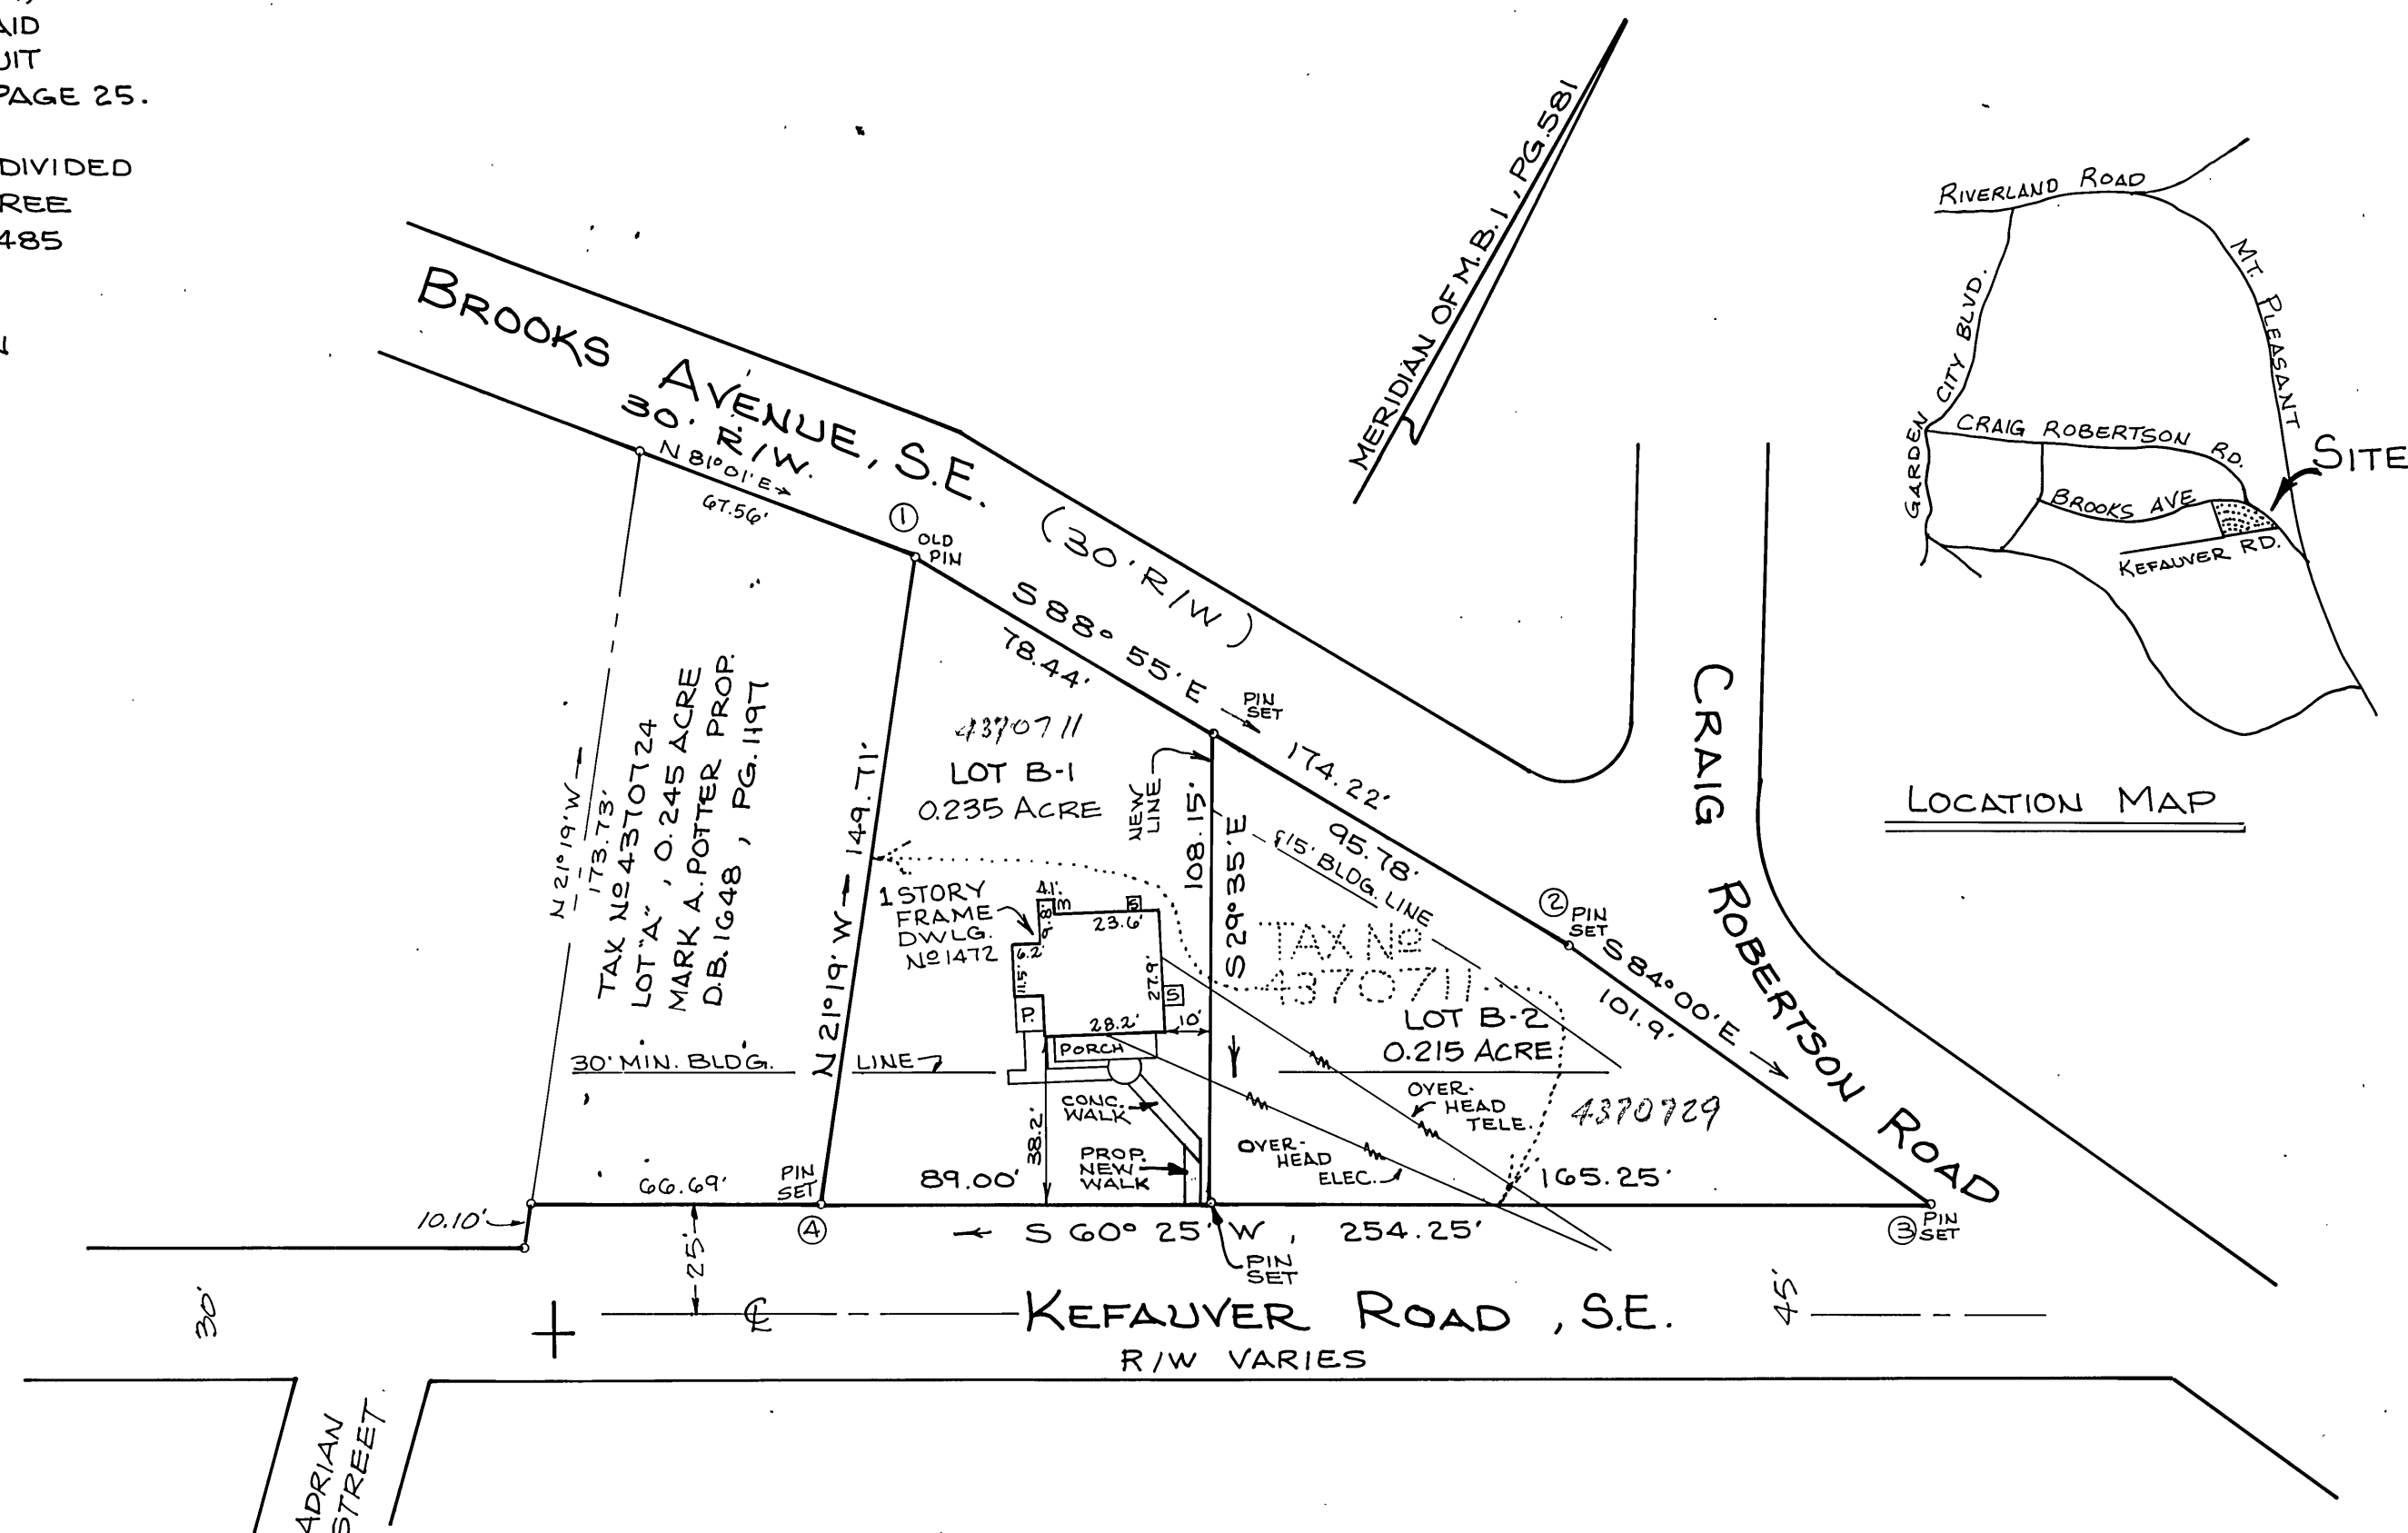 AID
UIT
PAGE 25.
DIVIDED
REE
485
BROOKS AVENUE, S.E.
30' R/W.
(30' R/W)
N 81° 01' E
67.56'
1
OLD
PIN
S 88° 55' E
78.44'
PIN
SET
174.22'
95.78'
2
PIN
SET
S 84° 00' E
101.9'
3
PIN
SET
MERIDIAN OF M.B. 1, PG. 581
RIVERLAND ROAD
MT. PLEASANT
GARDEN CITY BLVD.
CRAIG ROBERTSON RD.
SITE
BROOKS AVE
KEFAUVER RD.
LOCATION MAP
CRAIG ROBERTSON ROAD
N 21° 19' W
173.73'
TAX No 4370724
LOT "A", 0.245 ACRE
MARK A. POTTER PROP.
D.B. 1648, PG. 1197
N 21° 19' W 149.71'
4370711
LOT B-1
0.235 ACRE
NEW
LINE
108.15'
S 29° 35' E
15' BLDG. LINE
1 STORY
FRAME
DWLG.
No 1472
4.1'
m
9.8'
S
23.6'
6.2'
11.5'
27.9'
S
P.
28.2'
10'
PORCH
TAX No
4370711
LOT B-2
0.215 ACRE
30' MIN. BLDG. LINE
CONC.
WALK
38.2'
PROP.
NEW
WALK
OVER-
HEAD
TELE.
4370729
OVER-
HEAD
ELEC.
66.69'
PIN
SET
4
89.00'
165.25'
10.10'
S 60° 25' W, 254.25'
PIN
SET
25'
30'
45'
CL
KEFAUVER ROAD, S.E.
R/W VARIES
ADRIAN
STREET